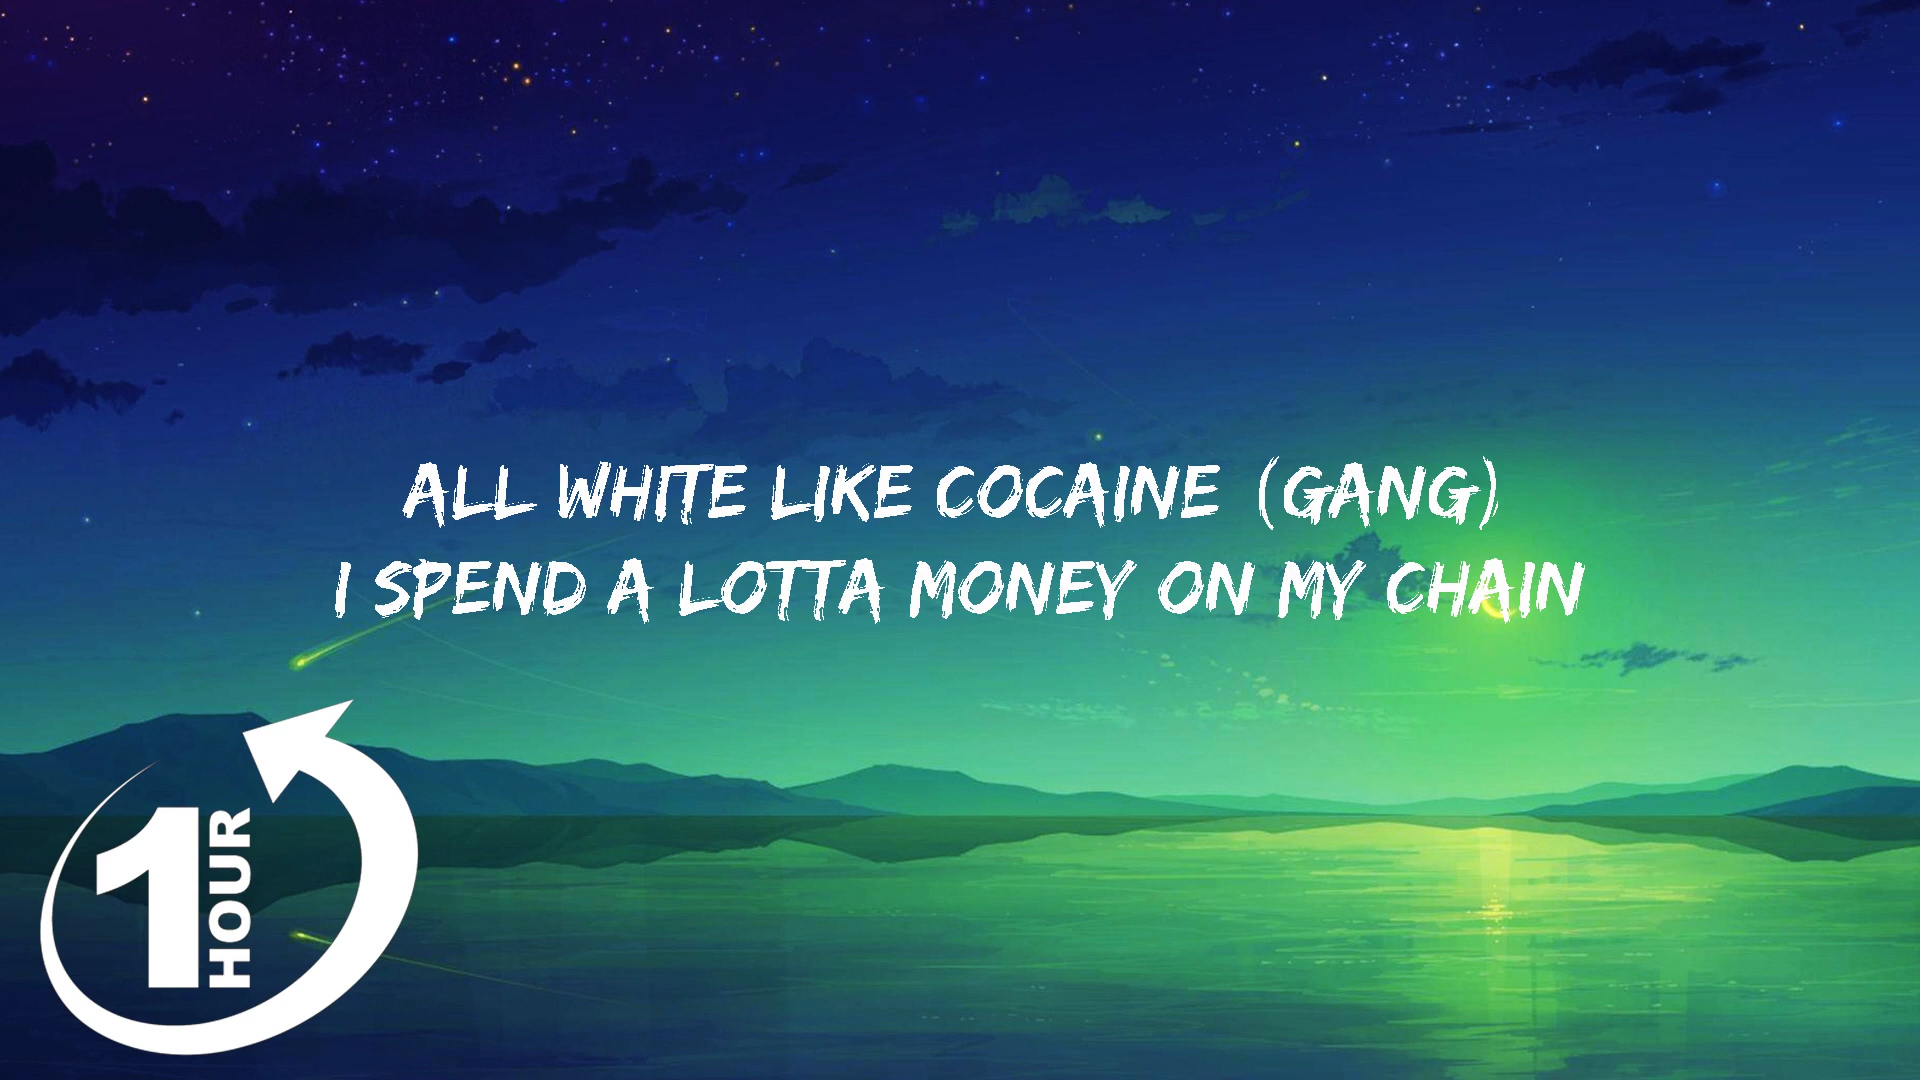 ALL WHITE LIKE COCAINE (GANG)
I SPEND A LOTTA MONEY ON MY CHAIN
1 HOUR